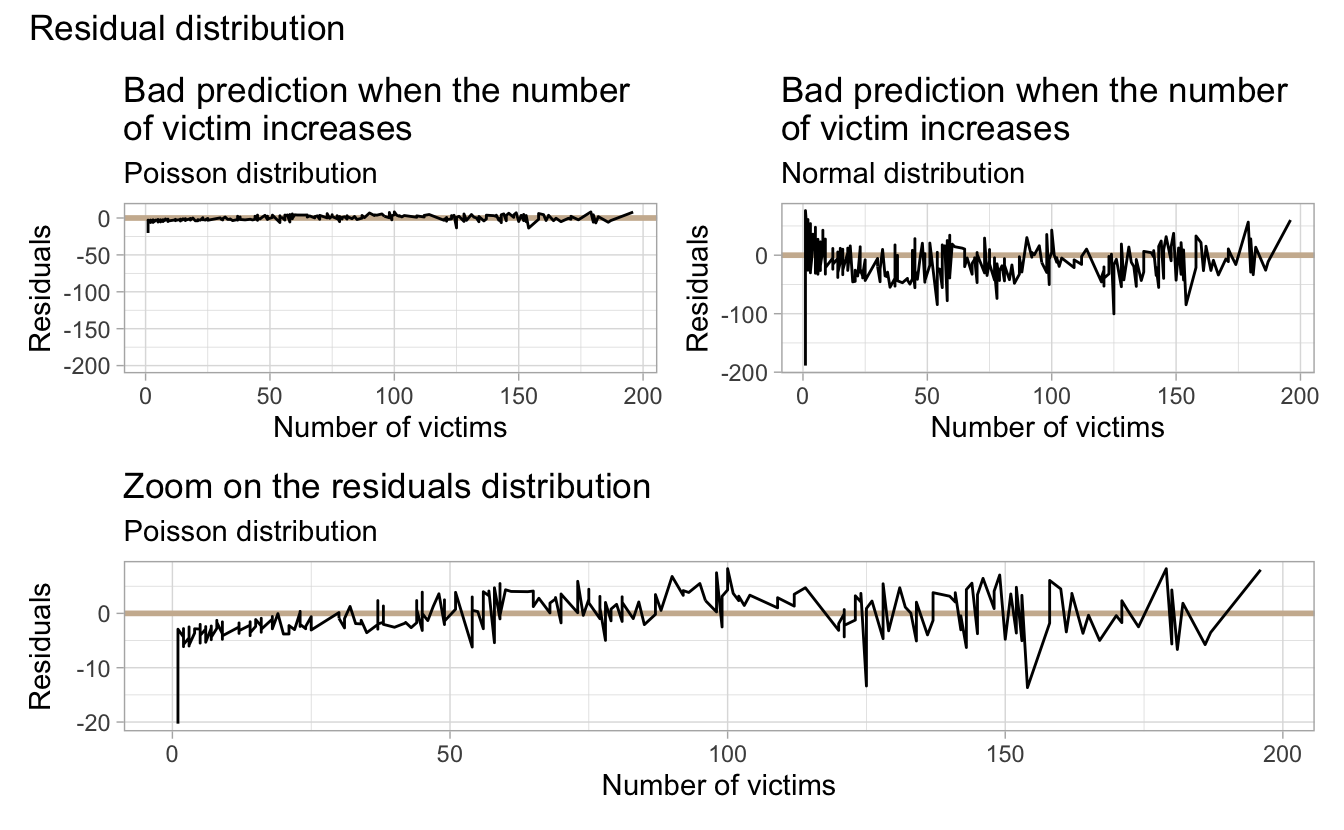 Residual distribution
Bad prediction when the number
of victim increases
Poisson distribution
0
-50
-100
-150
-200
Residuals
0 50 100 150 200
Number of victims
Bad prediction when the number
of victim increases
Normal distribution
0
-100
-200
Residuals
0 50 100 150 200
Number of victims
Zoom on the residuals distribution
Poisson distribution
0
-10
-20
Residuals
0 50 100 150 200
Number of victims